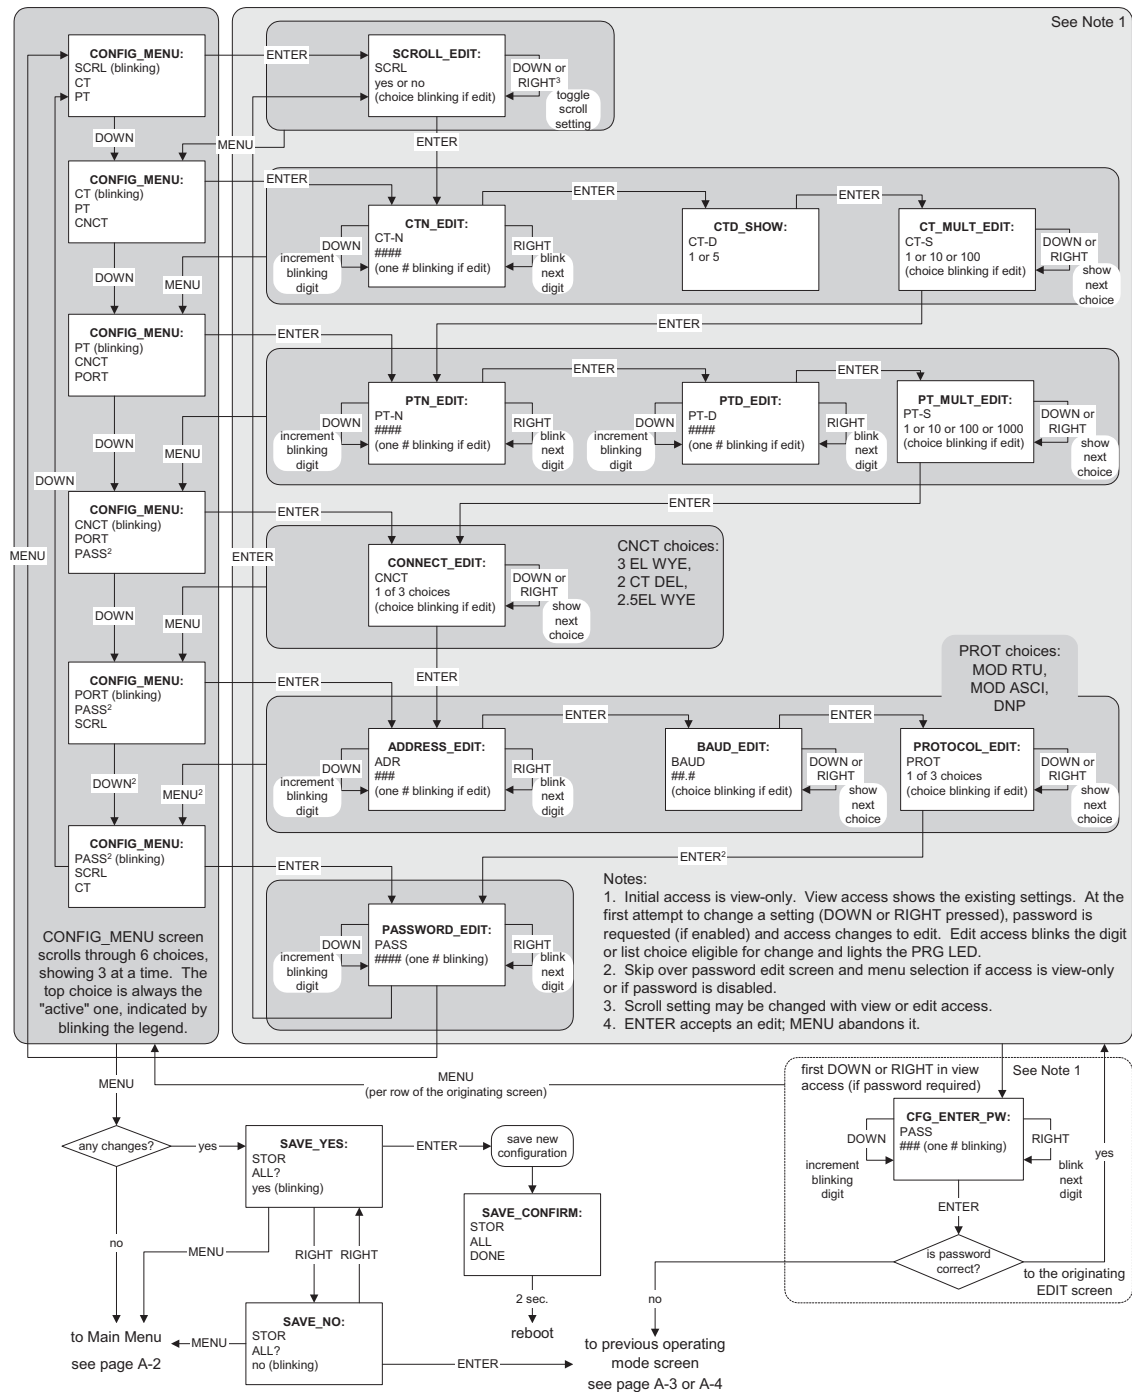 See Note 1
CONFIG_MENU:
SCRL (blinking)
CT
PT
ENTER
SCROLL_EDIT:
SCRL
yes or no
(choice blinking if edit)
DOWN or
RIGHT3
toggle
scroll
setting
DOWN
MENU
ENTER
CONFIG_MENU:
CT (blinking)
PT
CNCT
ENTER
CTN_EDIT:
CT-N
####
(one # blinking if edit)
DOWN
increment
blinking
digit
RIGHT
blink
next
digit
ENTER
CTD_SHOW:
CT-D
1 or 5
ENTER
CT_MULT_EDIT:
CT-S
1 or 10 or 100
(choice blinking if edit)
DOWN or
RIGHT
show
next
choice
DOWN
MENU
ENTER
CONFIG_MENU:
PT (blinking)
CNCT
PORT
ENTER
PTN_EDIT:
PT-N
####
(one # blinking if edit)
DOWN
increment
blinking
digit
RIGHT
blink
next
digit
ENTER
PTD_EDIT:
PT-D
####
(one # blinking if edit)
DOWN
increment
blinking
digit
RIGHT
blink
next
digit
ENTER
PT_MULT_EDIT:
PT-S
1 or 10 or 100 or 1000
(choice blinking if edit)
DOWN or
RIGHT
show
next
choice
DOWN
MENU
DOWN
ENTER
CONFIG_MENU:
CNCT (blinking)
PORT
PASS2
ENTER
MENU
ENTER
CONNECT_EDIT:
CNCT
1 of 3 choices
(choice blinking if edit)
DOWN or
RIGHT
show
next
choice
CNCT choices:
3 EL WYE,
2 CT DEL,
2.5EL WYE
DOWN
MENU
ENTER
PROT choices:
MOD RTU,
MOD ASCI,
DNP
CONFIG_MENU:
PORT (blinking)
PASS2
SCRL
ENTER
ADDRESS_EDIT:
ADR
###
(one # blinking if edit)
DOWN
increment
blinking
digit
RIGHT
blink
next
digit
ENTER
BAUD_EDIT:
BAUD
##.#
(choice blinking if edit)
DOWN or
RIGHT
show
next
choice
ENTER
PROTOCOL_EDIT:
PROT
1 of 3 choices
(choice blinking if edit)
DOWN or
RIGHT
show
next
choice
DOWN2
MENU2
ENTER2
CONFIG_MENU:
PASS2 (blinking)
SCRL
CT
ENTER
PASSWORD_EDIT:
PASS
#### (one # blinking)
DOWN
increment
blinking
digit
RIGHT
blink
next
digit
CONFIG_MENU screen
scrolls through 6 choices,
showing 3 at a time. The
top choice is always the
"active" one, indicated by
blinking the legend.
Notes:
1. Initial access is view-only. View access shows the existing settings. At the
first attempt to change a setting (DOWN or RIGHT pressed), password is
requested (if enabled) and access changes to edit. Edit access blinks the digit
or list choice eligible for change and lights the PRG LED.
2. Skip over password edit screen and menu selection if access is view-only
or if password is disabled.
3. Scroll setting may be changed with view or edit access.
4. ENTER accepts an edit; MENU abandons it.
MENU
MENU
(per row of the originating screen)
first DOWN or RIGHT in view
access (if password required)
See Note 1
CFG_ENTER_PW:
PASS
### (one # blinking)
DOWN
increment
blinking
digit
RIGHT
blink
next
digit
yes
ENTER
is password
correct?
to the originating
EDIT screen
no
any changes?
yes
no
SAVE_YES:
STOR
ALL?
yes (blinking)
ENTER
save new
configuration
SAVE_CONFIRM:
STOR
ALL
DONE
2 sec.
reboot
MENU
RIGHT
RIGHT
SAVE_NO:
STOR
ALL?
no (blinking)
MENU
ENTER
to Main Menu
see page A-2
to previous operating
mode screen
see page A-3 or A-4